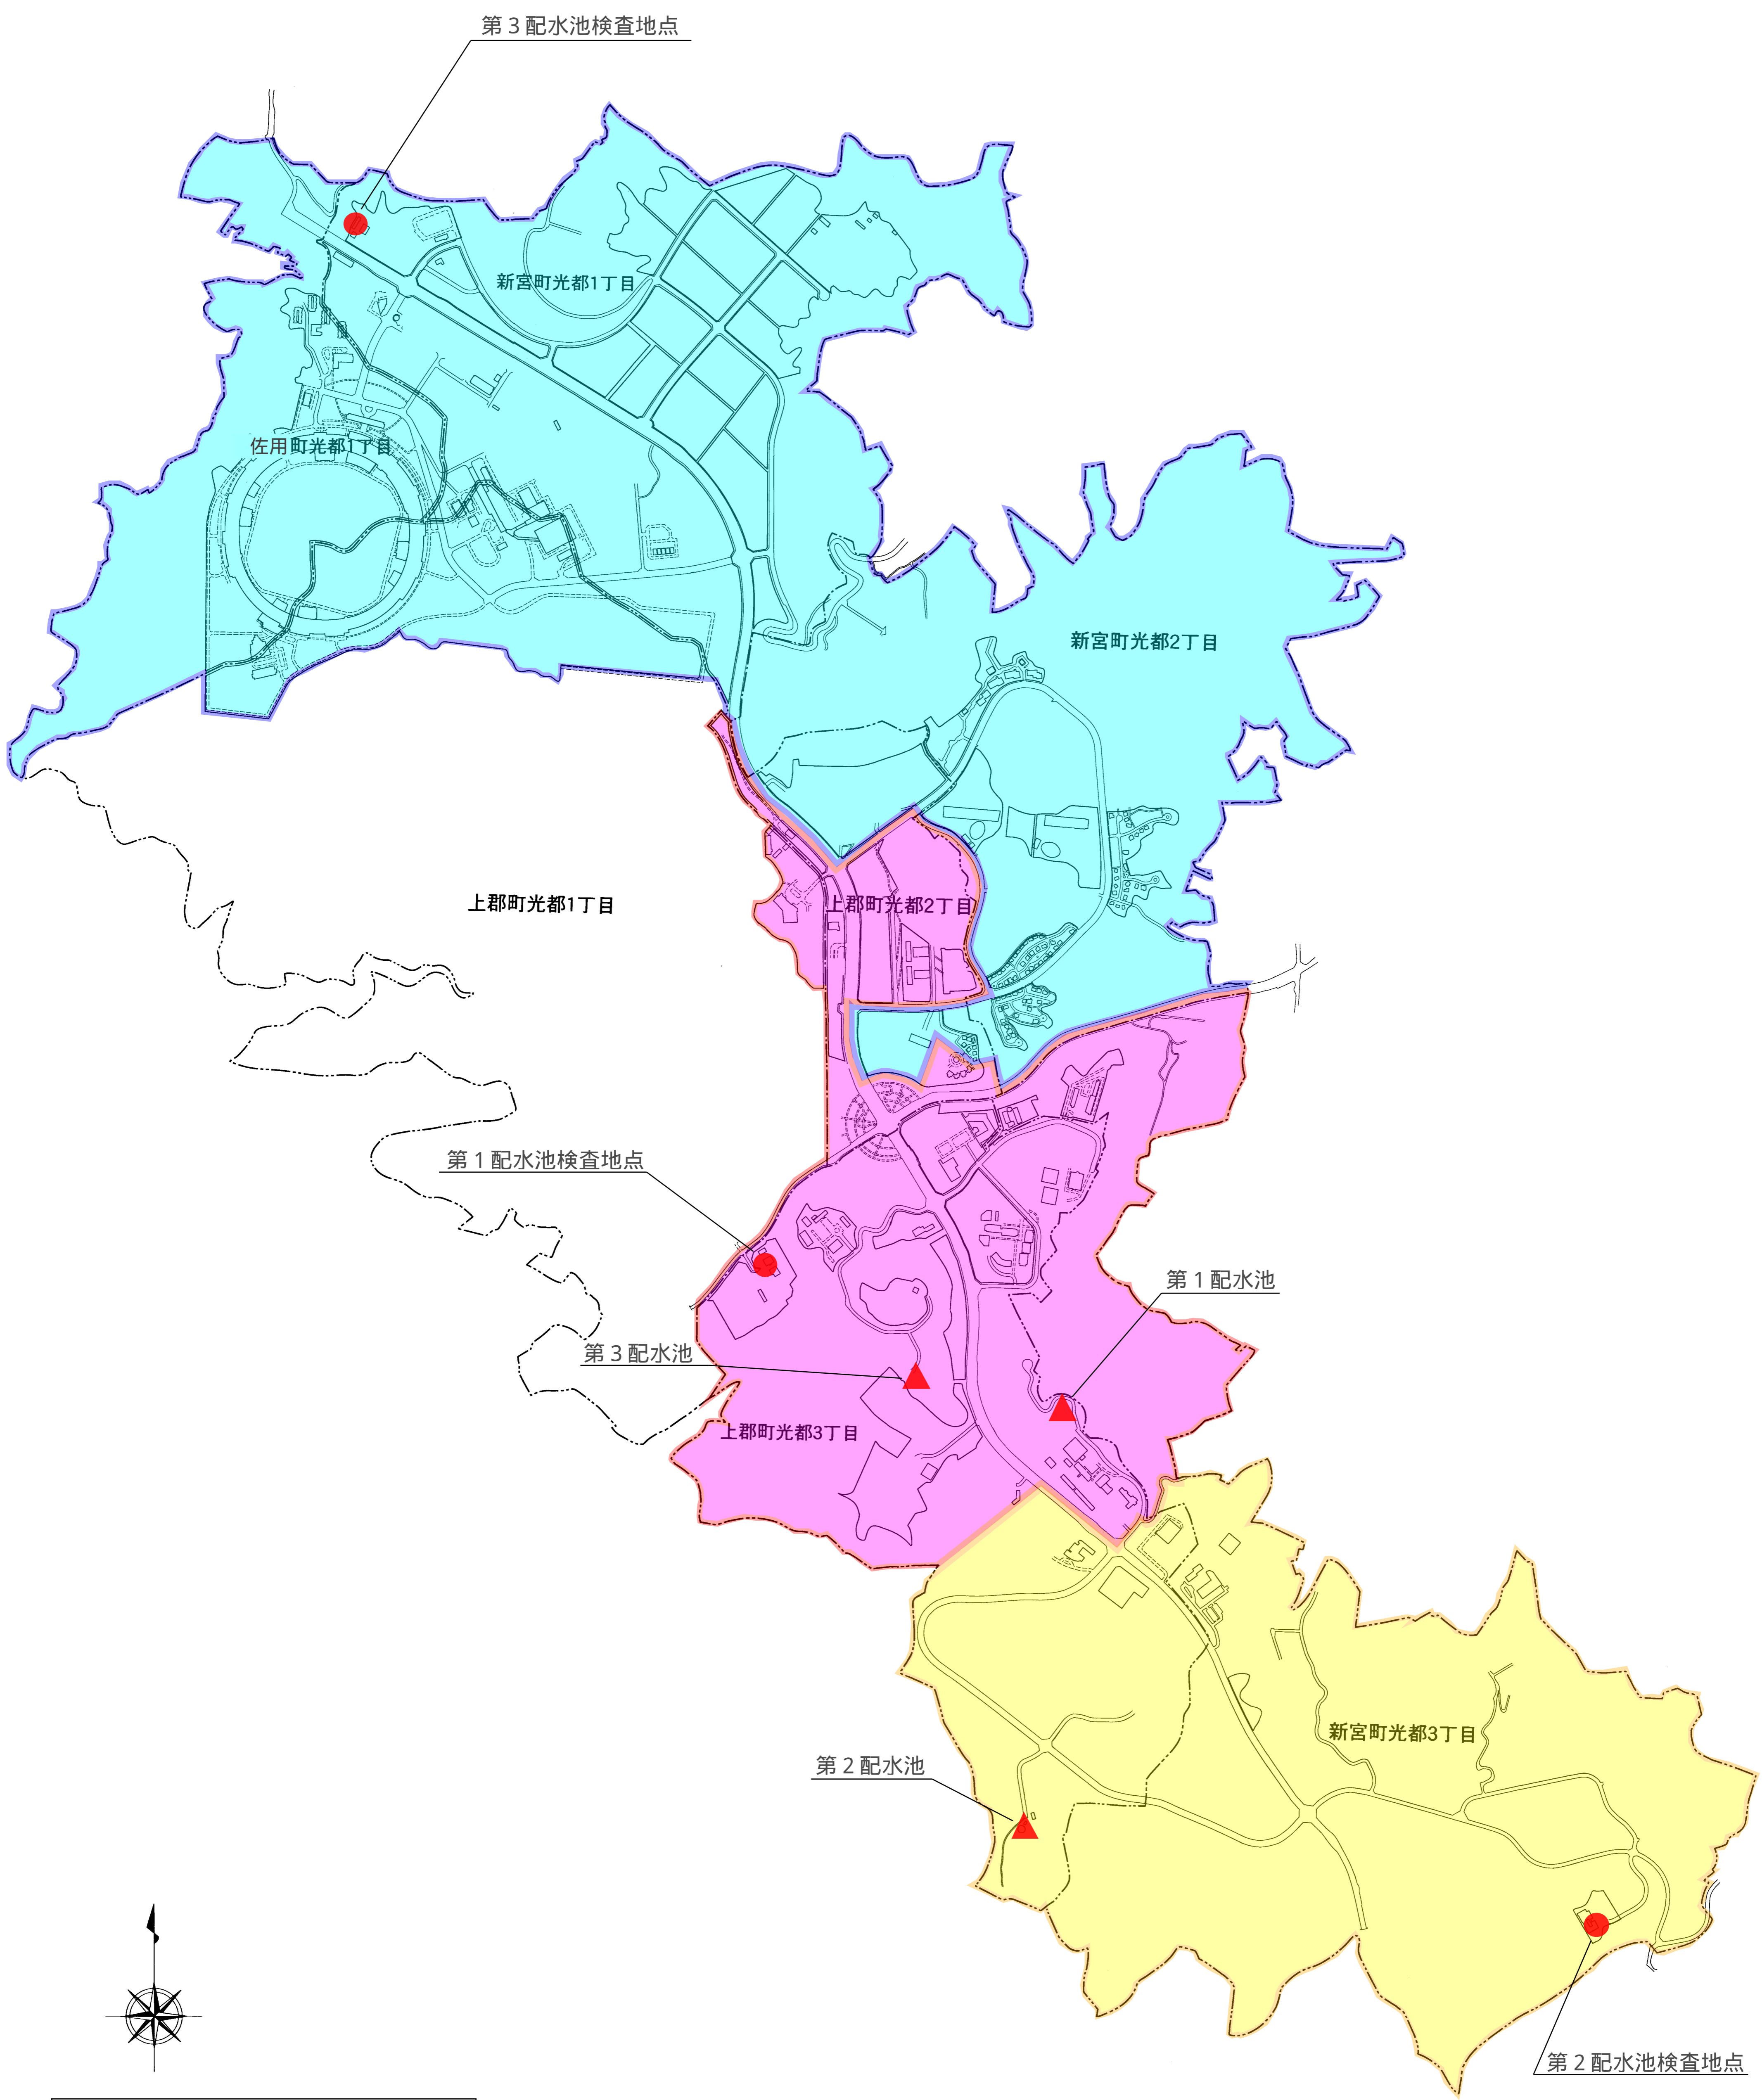 第3配水池検査地点
新宮町光都1丁目
佐用町光都1丁目
新宮町光都2丁目
上郡町光都1丁目
上郡町光都2丁目
第1配水池検査地点
第1配水池
第3配水池
上郡町光都3丁目
新宮町光都3丁目
第2配水池
第2配水池検査地点